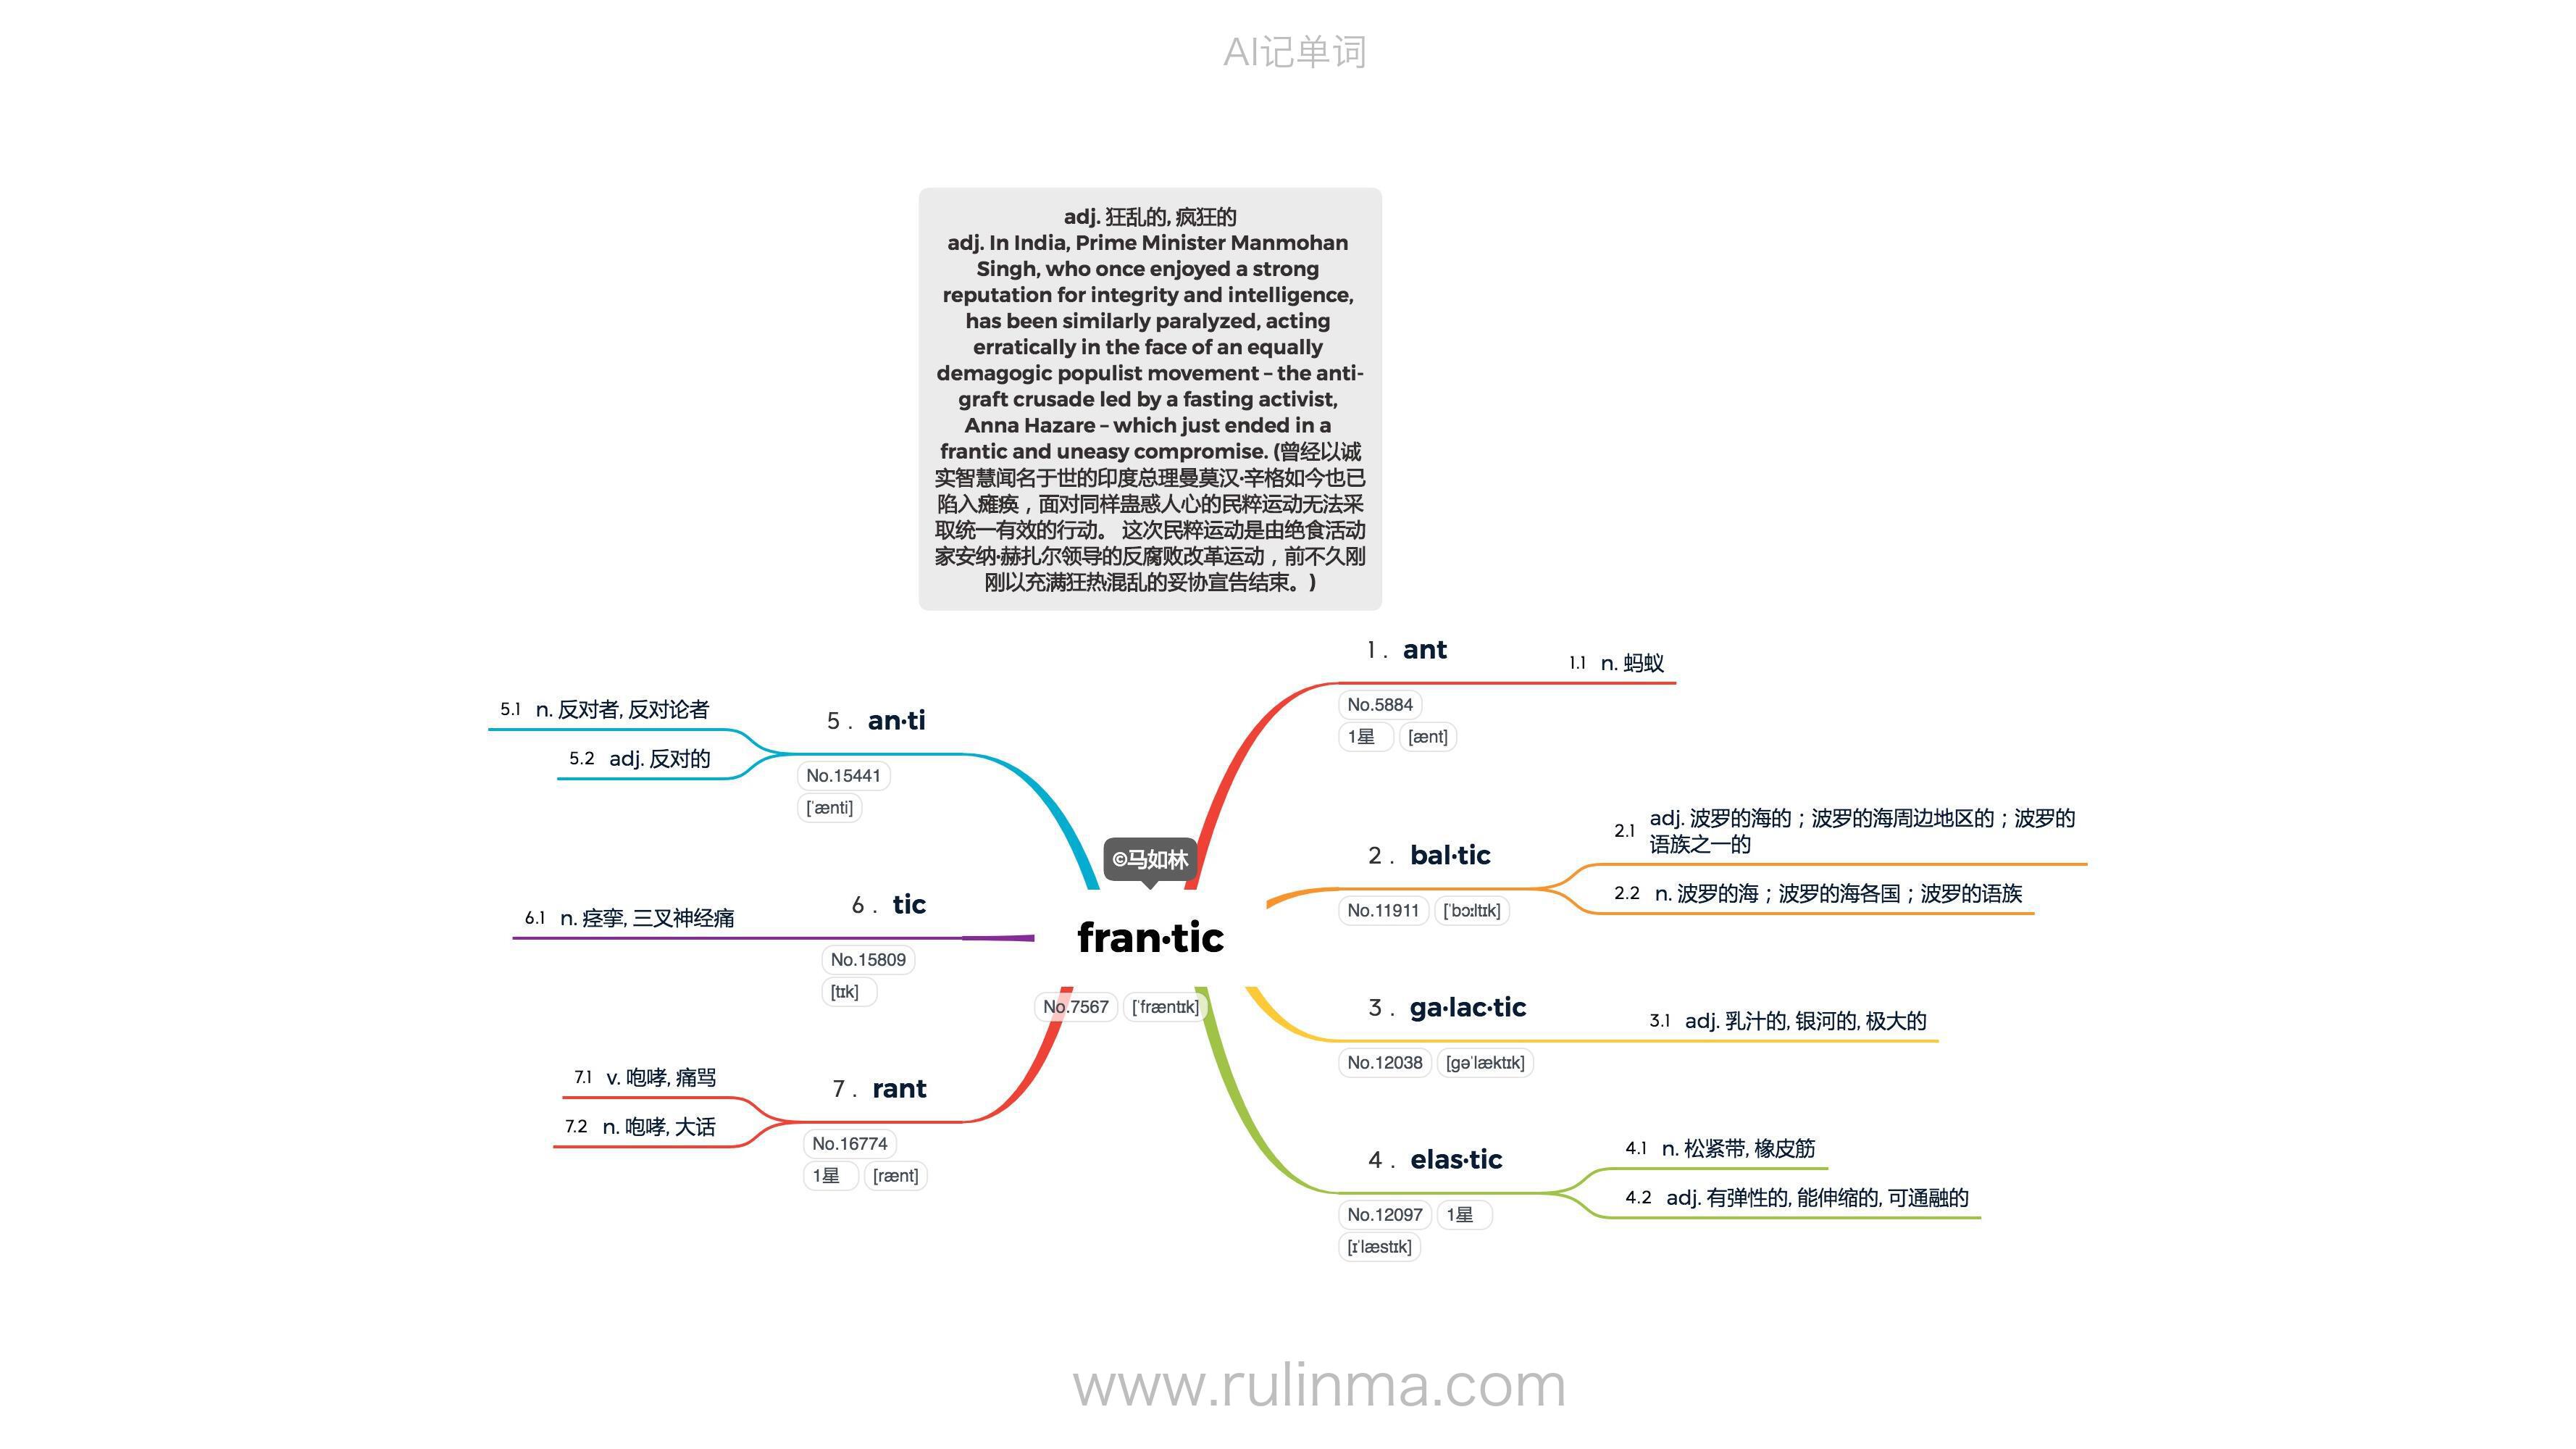 AI记单词
adj. 狂乱的, 疯狂的
adj. In India, Prime Minister Manmohan
Singh, who once enjoyed a strong
reputation for integrity and intelligence,
has been similarly paralyzed, acting
erratically in the face of an equally
demagogic populist movement – the anti-
graft crusade led by a fasting activist,
Anna Hazare – which just ended in a
frantic and uneasy compromise. (曾经以诚
实智慧闻名于世的印度总理曼莫汉·辛格如今也已
陷入瘫痪，面对同样蛊惑人心的民粹运动无法采
取统一有效的行动。 这次民粹运动是由绝食活动
家安纳·赫扎尔领导的反腐败改革运动，前不久刚
刚以充满狂热混乱的妥协宣告结束。)
©马如林
fran·tic
No.7567 [ˈfræntɪk]
1. ant
No.5884
1星 [ænt]
1.1 n. 蚂蚁
2. bal·tic
No.11911 [ˈbɔːltɪk]
2.1 adj. 波罗的海的；波罗的海周边地区的；波罗的
语族之一的
2.2 n. 波罗的海；波罗的海各国；波罗的语族
3. ga·lac·tic
No.12038 [gəˈlæktɪk]
3.1 adj. 乳汁的, 银河的, 极大的
4. elas·tic
No.12097 1星
[ɪˈlæstɪk]
4.1 n. 松紧带, 橡皮筋
4.2 adj. 有弹性的, 能伸缩的, 可通融的
5. an·ti
No.15441
[ˈænti]
5.1 n. 反对者, 反对论者
5.2 adj. 反对的
6. tic
No.15809
[tɪk]
6.1 n. 痉挛, 三叉神经痛
7. rant
No.16774
1星 [rænt]
7.1 v. 咆哮, 痛骂
7.2 n. 咆哮, 大话
www.rulinma.com